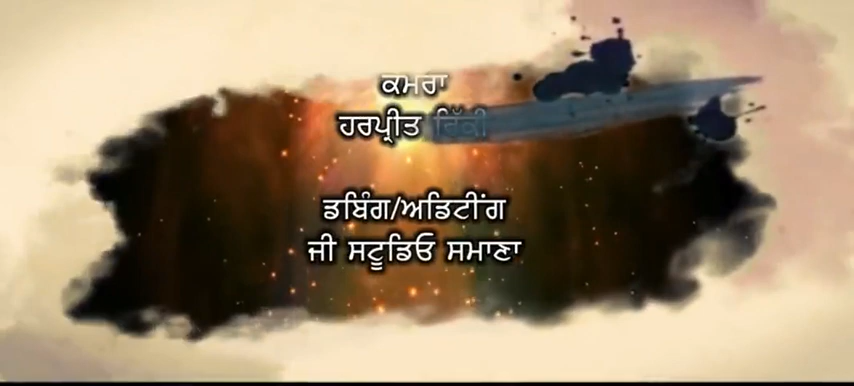 ਕਮਰਾ
ਹਰਪ੍ਰੀਤ ਰਿੱਕੀ
ਡਬਿੰਗ/ਅਡਿਟੀਂਗ
ਜੀ ਸਟੂਡਿਓ ਸਮਾਣਾ